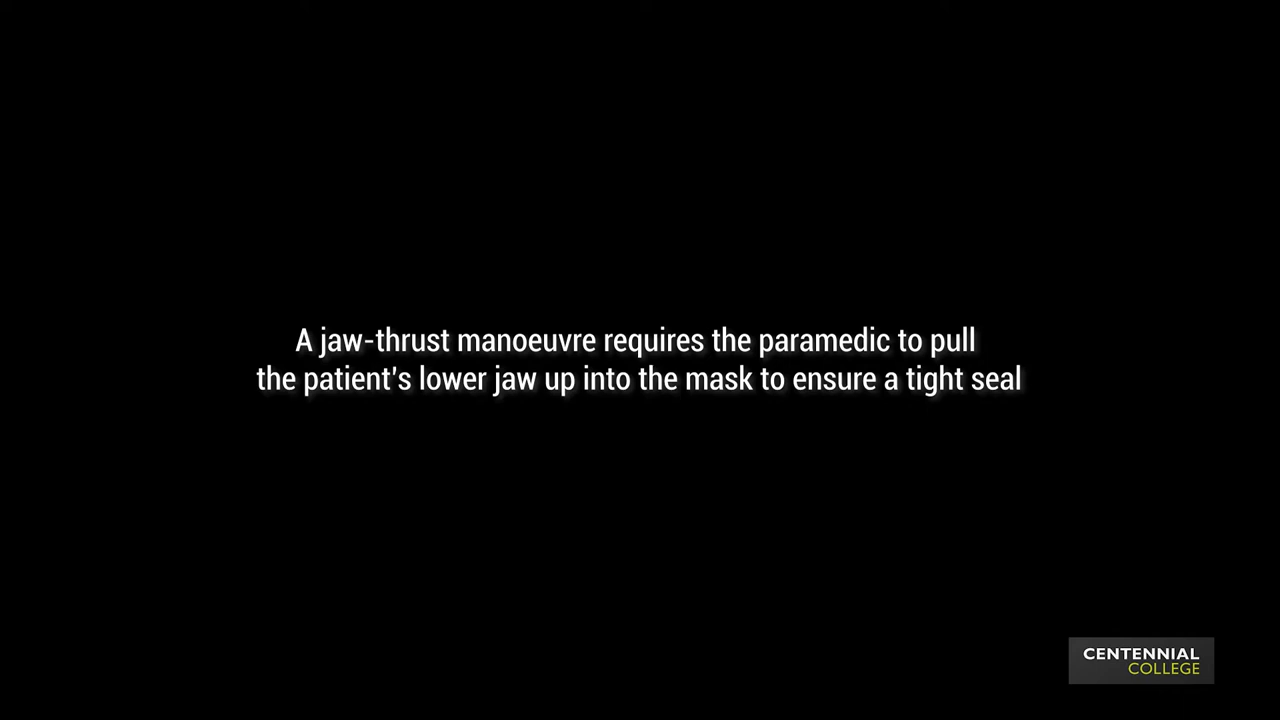 A jaw-thrust manoeuvre requires the paramedic to pull
the patient's lower jaw up into the mask to ensure a tight seal
CENTENNIAL
COLLEGE